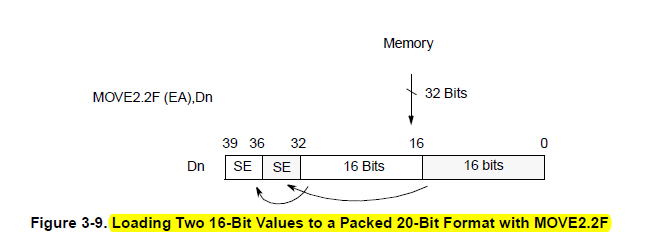 Memory
MOVE2.2F (EA),Dn
32 Bits
39 36 32 16 0
Dn SE SE 16 Bits 16 bits
Figure 3-9. Loading Two 16-Bit Values to a Packed 20-Bit Format with MOVE2.2F